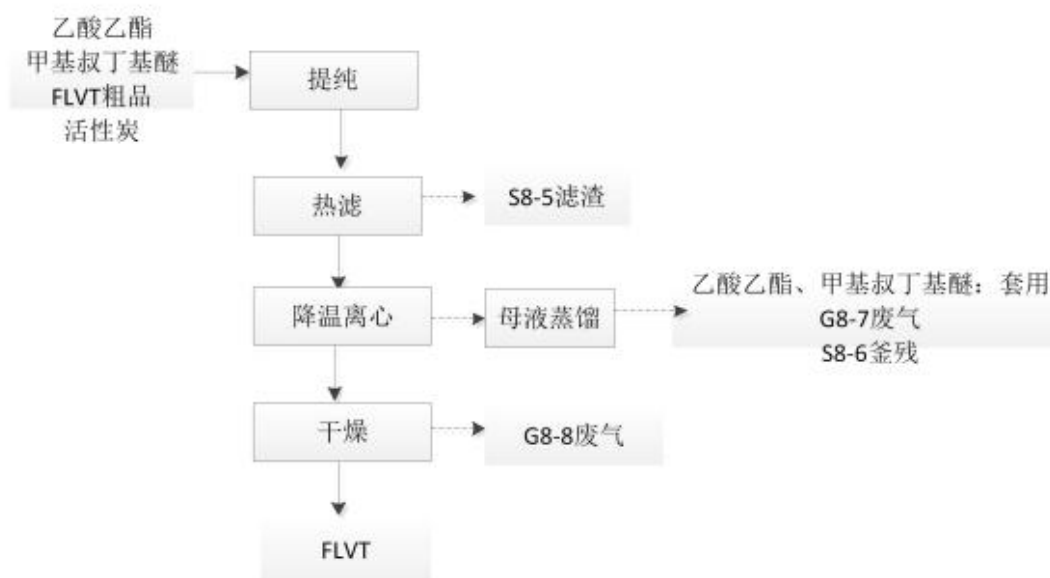 乙酸乙酯
甲基叔丁基醚
FLVT粗品
活性炭
提纯
热滤
S8-5滤渣
降温离心
母液蒸馏
乙酸乙酯、甲基叔丁基醚：套用
G8-7废气
S8-6釜残
干燥
G8-8废气
FLVT